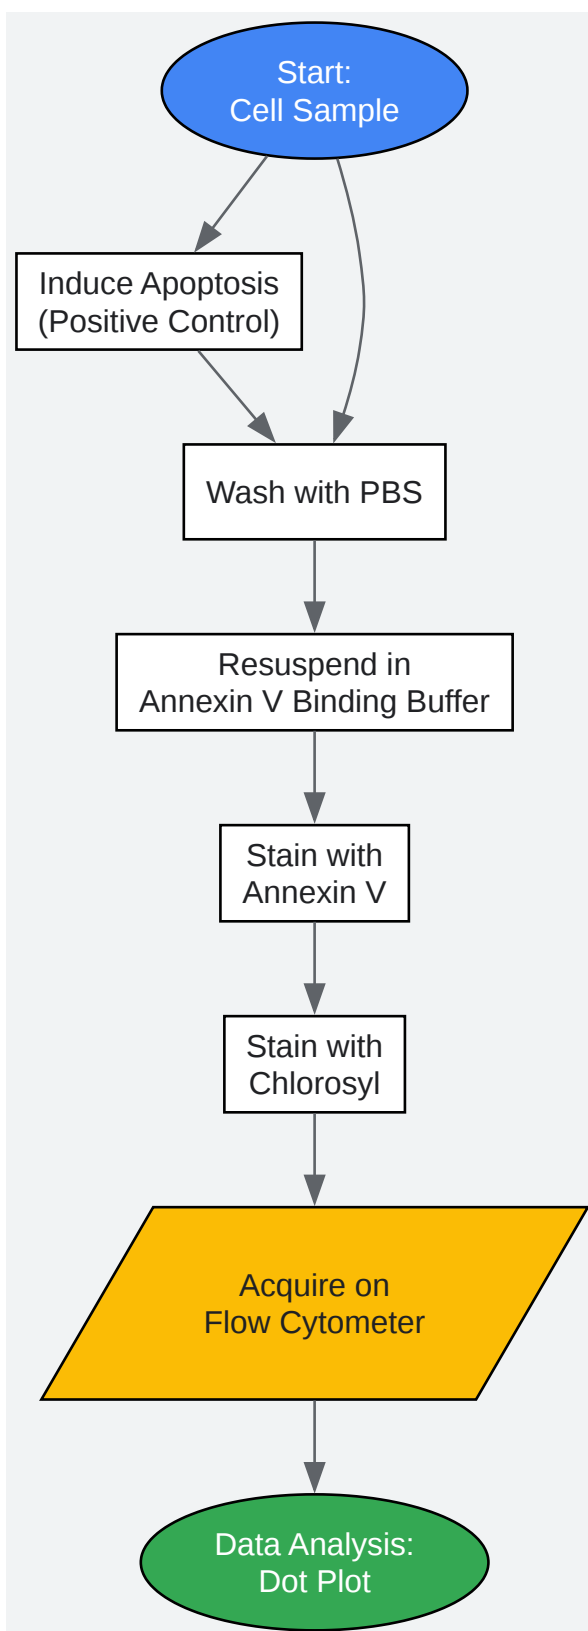 Start:
Cell Sample
Induce Apoptosis
(Positive Control)
Wash with PBS
Resuspend in
Annexin V Binding Buffer
Stain with
Annexin V
Stain with
Chlorosyl
Acquire on
Flow Cytometer
Data Analysis:
Dot Plot